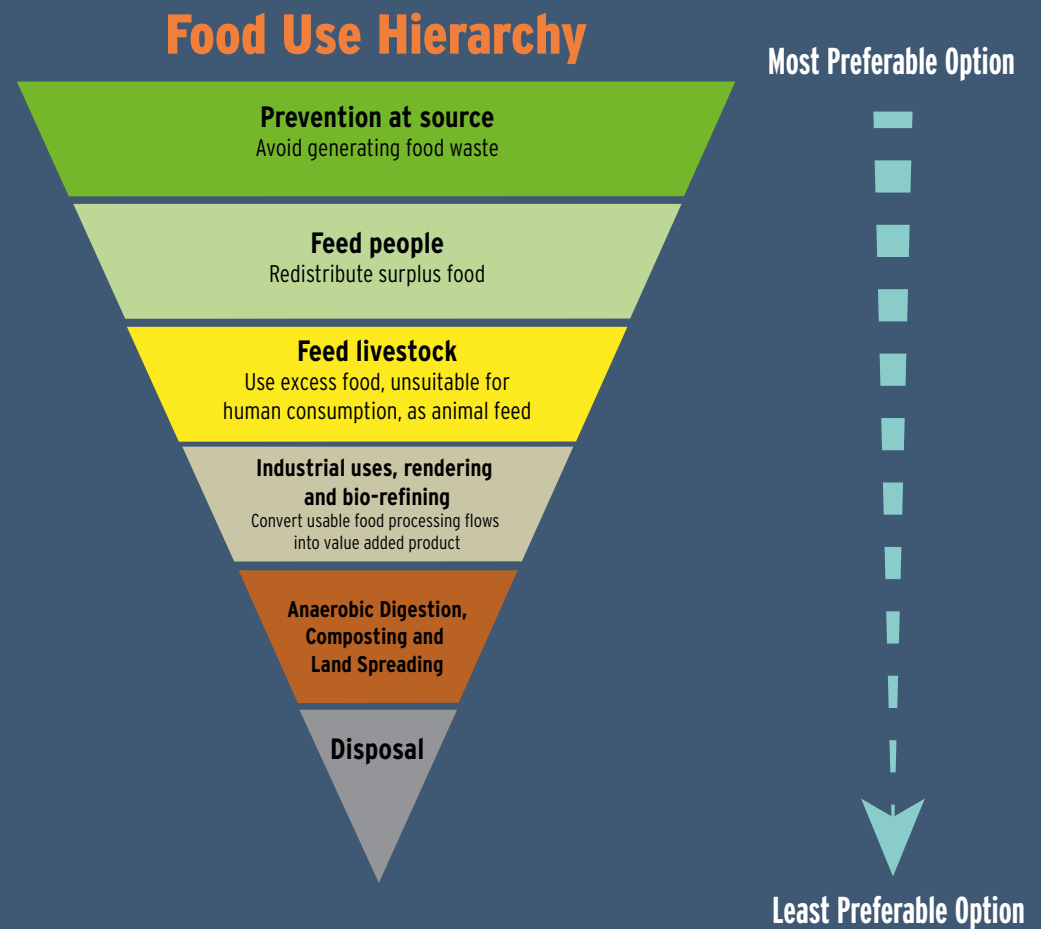 Food Use Hierarchy
Most Preferable Option
Prevention at source
Avoid generating food waste
Feed people
Redistribute surplus food
Feed livestock
Use excess food, unsuitable for
human consumption, as animal feed
Industrial uses, rendering
and bio-refining
Convert usable food processing flows
into value added product
Anaerobic Digestion,
Composting and
Land Spreading
Disposal
Least Preferable Option